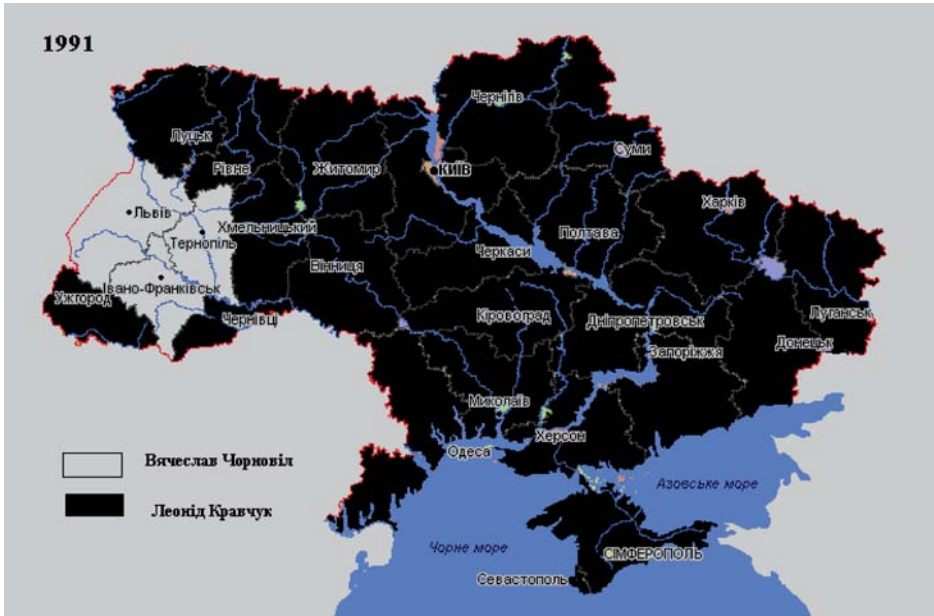 1991
Чернігів
Луцьк
Суми
Рівне
Житомир
КИЇВ
Харків
Львів
Хмельницький
Тернопіль
Полтава
Черкаси
Вінниця
Івано-Франківськ
Ужгород
Чернівці
Кіровоград
Дніпропетровськ
Луганськ
Донецьк
Запоріжжя
Миколаїв
Херсон
Одеса
Вячеслав Чорновіл
Азовське море
Леонід Кравчук
Чорне море
СІМФЕРОПОЛЬ
Севастополь